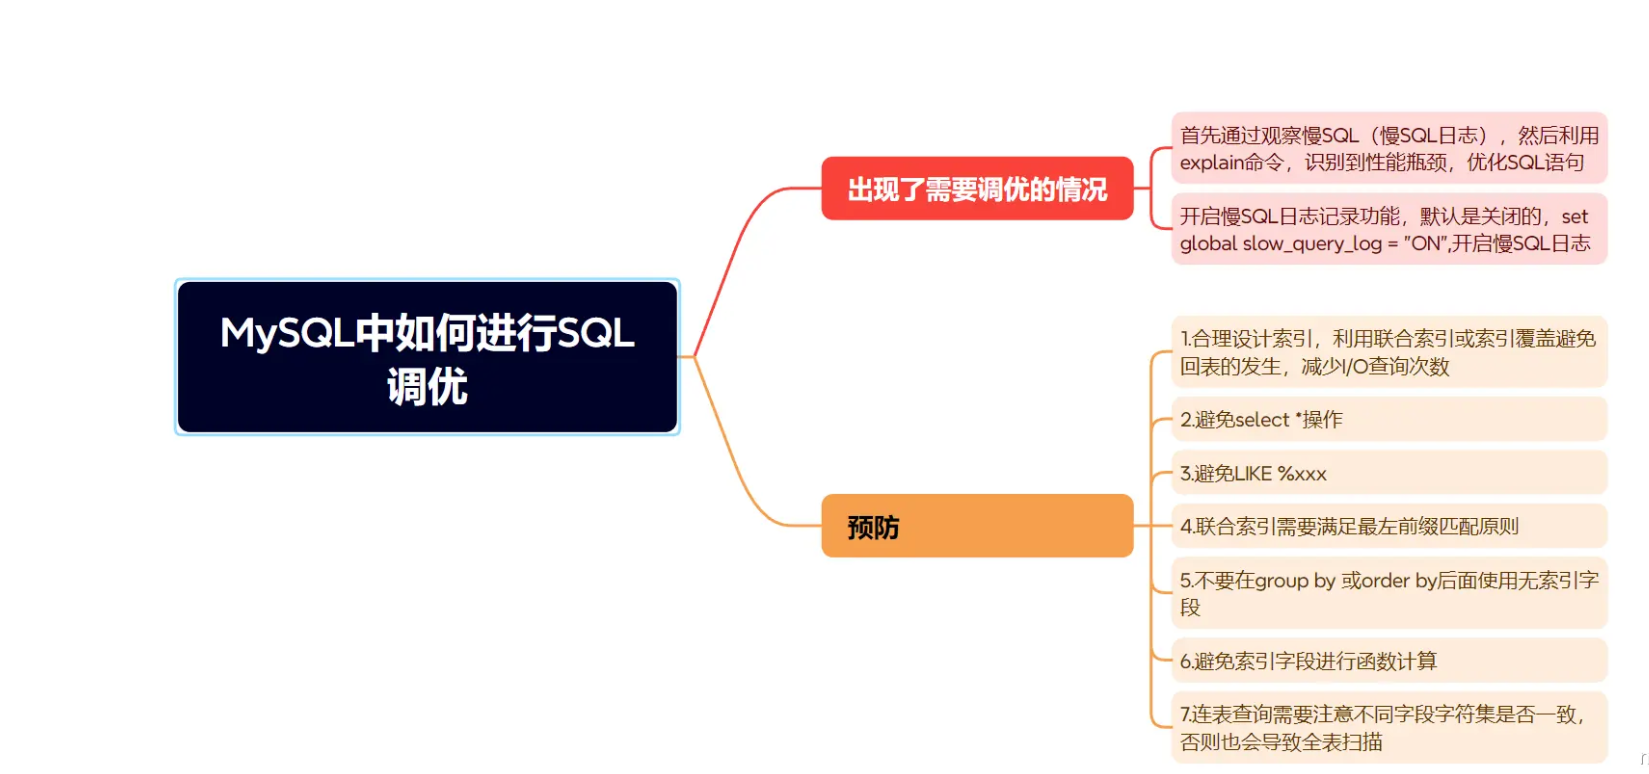 MySQL中如何进行SQL
调优
出现了需要调优的情况
首先通过观察慢SQL（慢SQL日志），然后利用
explain命令，识别到性能瓶颈，优化SQL语句
开启慢SQL日志记录功能，默认是关闭的，set
global slow_query_log = "ON",开启慢SQL日志
预防
1.合理设计索引，利用联合索引或索引覆盖避免
回表的发生，减少I/O查询次数
2.避免select *操作
3.避免LIKE %xxx
4.联合索引需要满足最左前缀匹配原则
5.不要在group by 或order by后面使用无索引字
段
6.避免索引字段进行函数计算
7.连表查询需要注意不同字段字符集是否一致，
否则也会导致全表扫描